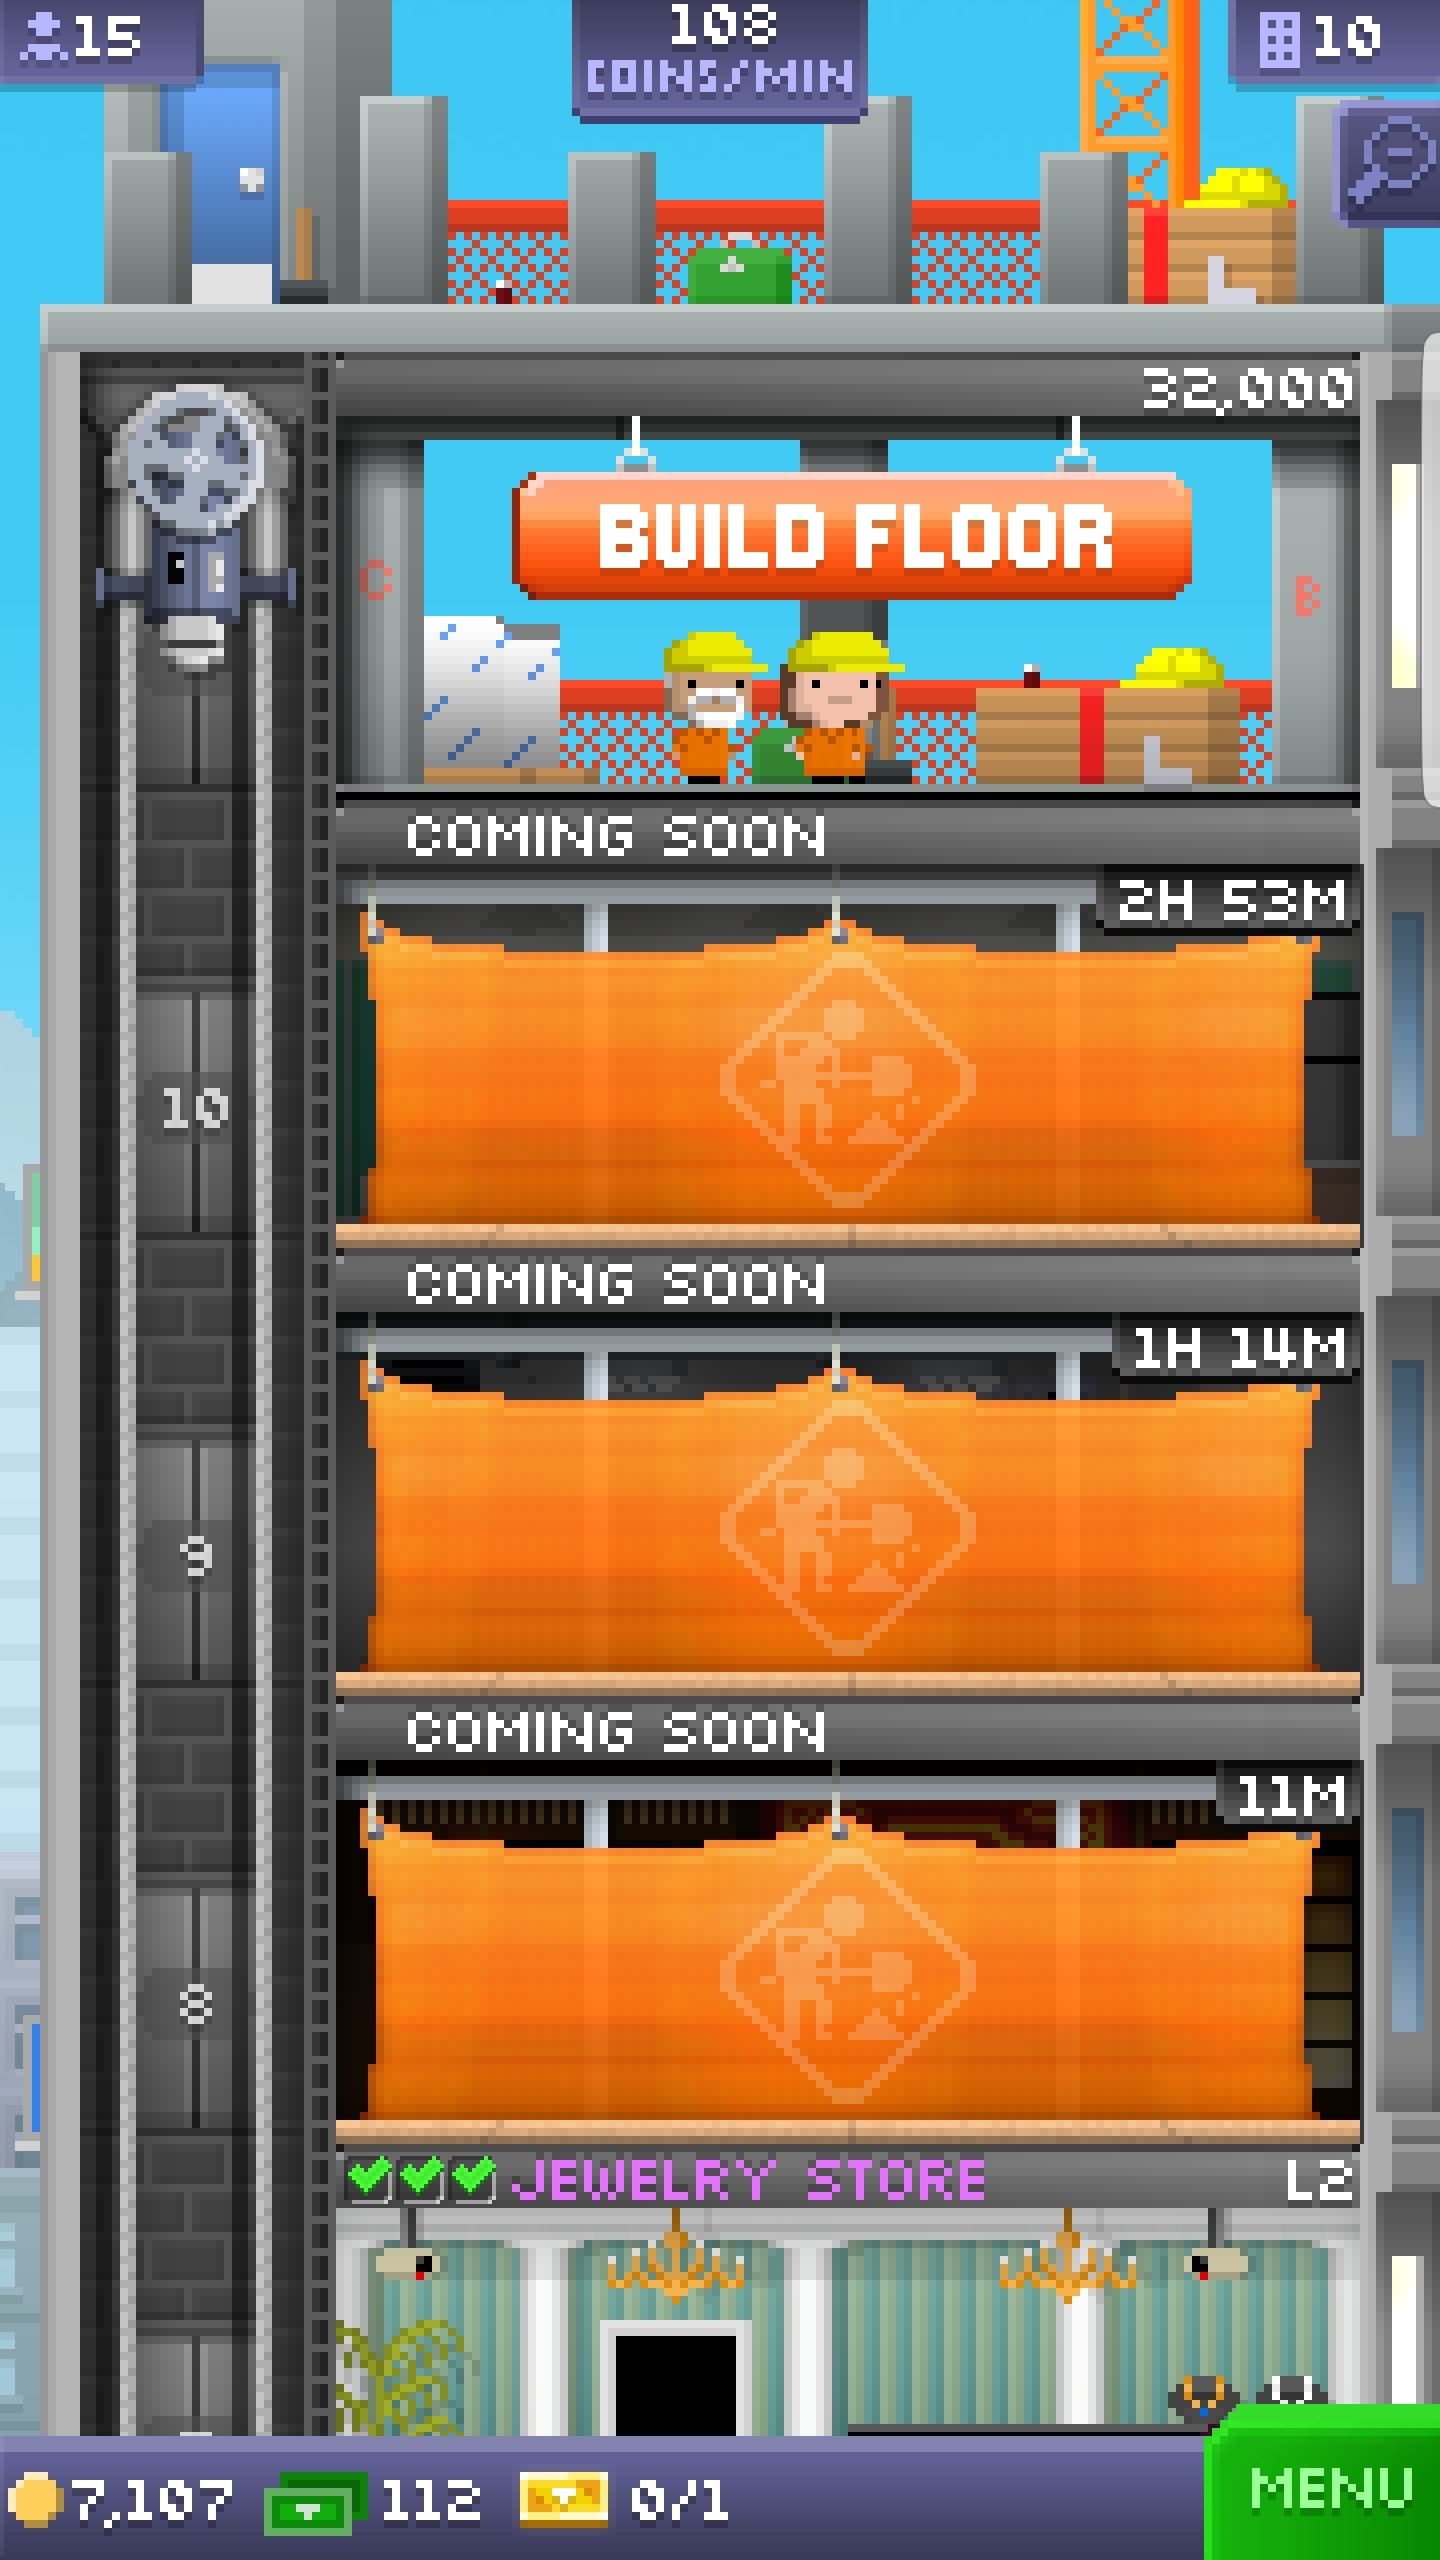 15
108
COINS/MIN
10
32,000
BUILD FLOOR
C
B
COMING SOON
2H 53M
10
COMING SOON
1H 14M
9
COMING SOON
11M
8
JEWELRY STORE L2
7,107 112 0/1
MENU